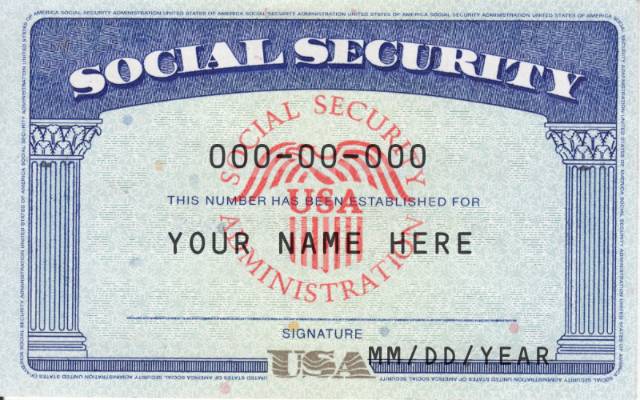 SOCIAL SECURITY
SOCIAL SECURITY
000-00-000
THIS NUMBER HAS BEEN ESTABLISHED FOR
USA
YOUR NAME HERE
ADMINISTRATION
SIGNATURE
USA
MM/DD/YEAR